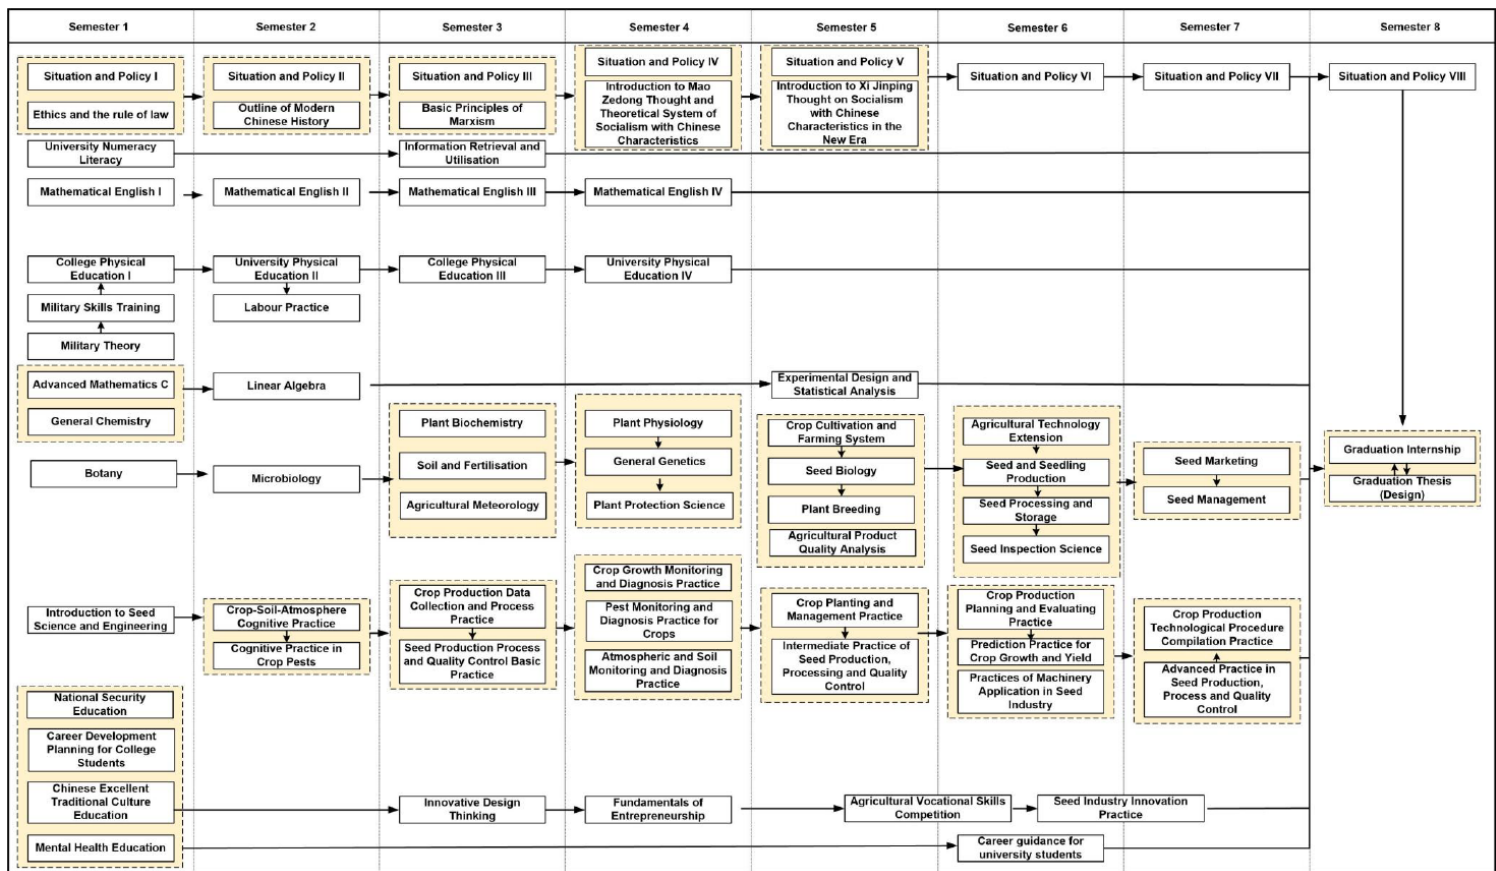 Semester 1
Semester 2
Semester 3
Semester 4
Semester 5
Semester 6
Semester 7
Semester 8
Situation and Policy I
Ethics and the rule of law
Situation and Policy II
Outline of Modern
Chinese History
Situation and Policy III
Basic Principles of
Marxism
Situation and Policy IV
Introduction to Mao
Zedong Thought and
Theoretical System of
Socialism with Chinese
Characteristics
Situation and Policy V
Introduction to Xi Jinping
Thought on Socialism
with Chinese
Characteristics in the
New Era
Situation and Policy VI
Situation and Policy VII
Situation and Policy VIII
University Numeracy
Literacy
Information Retrieval and
Utilisation
Mathematical English I
Mathematical English II
Mathematical English III
Mathematical English IV
College Physical
Education I
University Physical
Education II
College Physical
Education III
University Physical
Education IV
Military Skills Training
Labour Practice
Military Theory
Advanced Mathematics C
General Chemistry
Linear Algebra
Experimental Design and
Statistical Analysis
Botany
Microbiology
Plant Biochemistry
Soil and Fertilisation
Agricultural Meteorology
Plant Physiology
General Genetics
Plant Protection Science
Crop Cultivation and
Farming System
Seed Biology
Plant Breeding
Agricultural Product
Quality Analysis
Agricultural Technology
Extension
Seed and Seedling
Production
Seed Processing and
Storage
Seed Inspection Science
Seed Marketing
Seed Management
Graduation Internship
Graduation Thesis
(Design)
Introduction to Seed
Science and Engineering
Crop-Soil-Atmosphere
Cognitive Practice
Cognitive Practice in
Crop Pests
Crop Production Data
Collection and Process
Practice
Seed Production Process
and Quality Control Basic
Practice
Crop Growth Monitoring
and Diagnosis Practice
Pest Monitoring and
Diagnosis Practice for
Crops
Atmospheric and Soil
Monitoring and Diagnosis
Practice
Crop Planting and
Management Practice
Intermediate Practice of
Seed Production,
Processing and Quality
Control
Crop Production
Planning and Evaluating
Practice
Prediction Practice for
Crop Growth and Yield
Practices of Machinery
Application in Seed
Industry
Crop Production
Technological Procedure
Compilation Practice
Advanced Practice in
Seed Production,
Process and Quality
Control
National Security
Education
Career Development
Planning for College
Students
Chinese Excellent
Traditional Culture
Education
Mental Health Education
Innovative Design
Thinking
Fundamentals of
Entrepreneurship
Agricultural Vocational Skills
Competition
Seed Industry Innovation
Practice
Career guidance for
university students